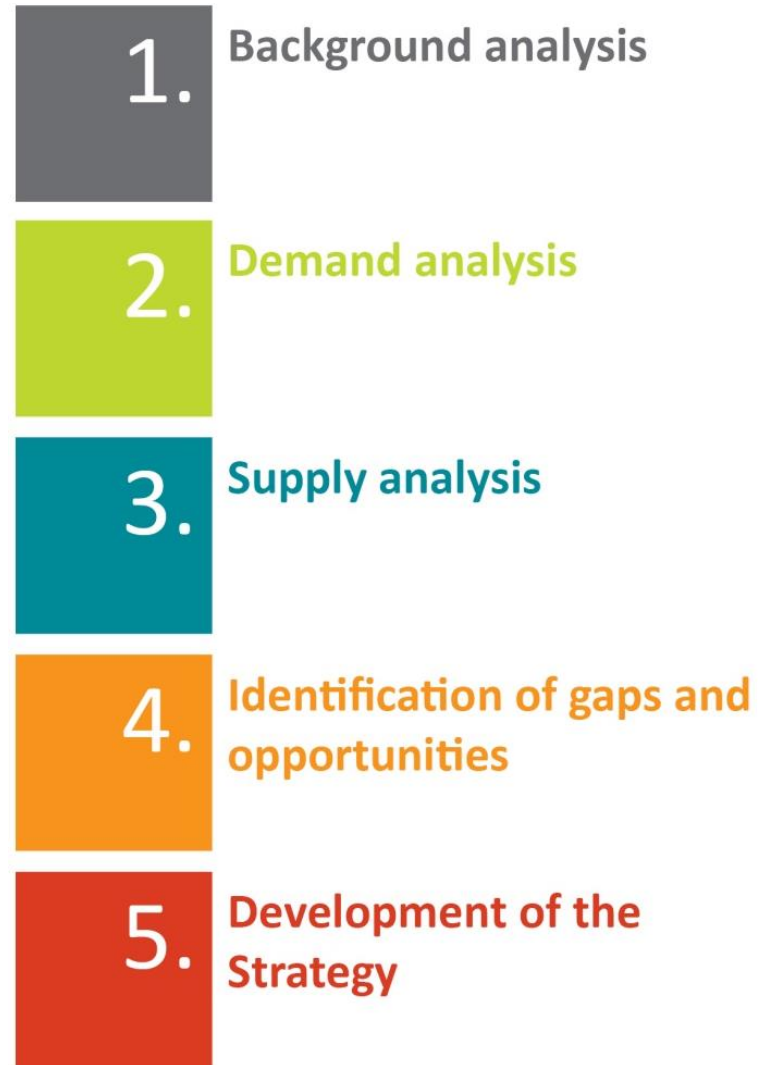 1. Background analysis
2. Demand analysis
3. Supply analysis
4. Identification of gaps and
opportunities
5. Development of the
Strategy